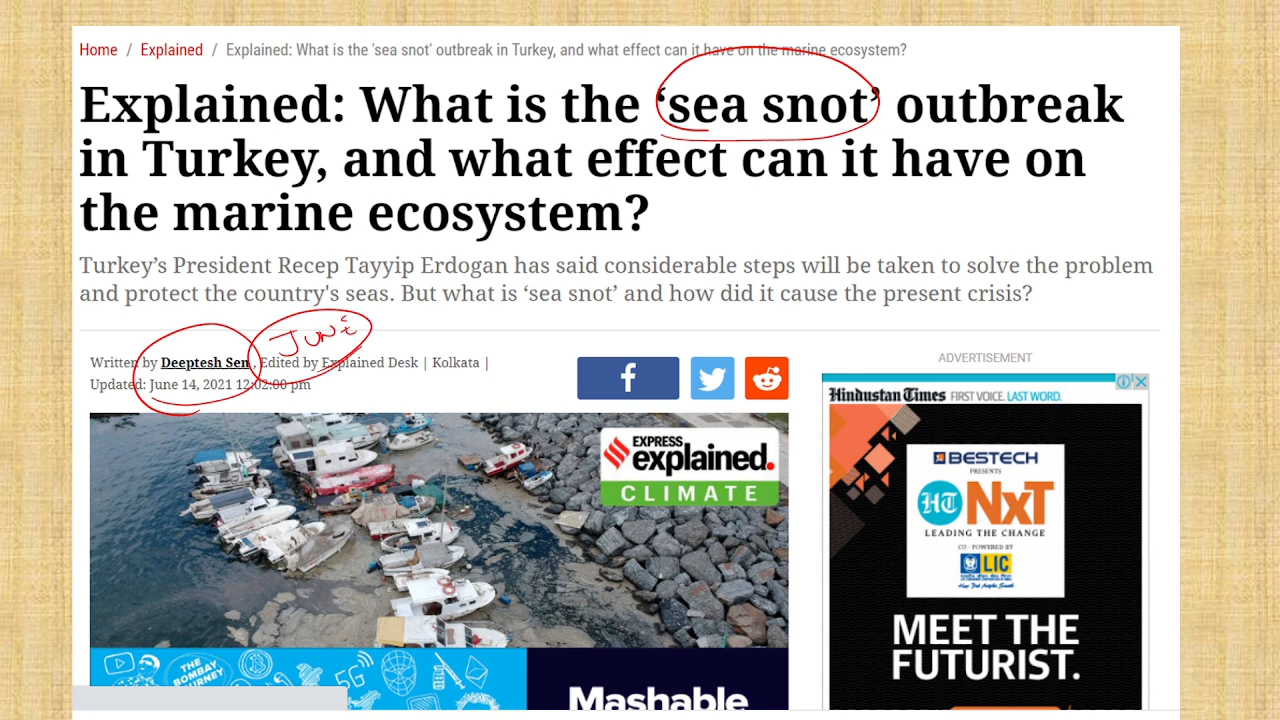 Home / Explained / Explained: What is the 'sea snot' outbreak in Turkey, and what effect can it have on the marine ecosystem?
Explained: What is the ‘sea snot’ outbreak
in Turkey, and what effect can it have on
the marine ecosystem?
Turkey’s President Recep Tayyip Erdogan has said considerable steps will be taken to solve the problem
and protect the country's seas. But what is ‘sea snot’ and how did it cause the present crisis?
JUNE
Written by Deeptesh Sen , Edited by Explained Desk | Kolkata |
Updated: June 14, 2021 12:02:00 pm
ADVERTISEMENT
Hindustan Times FIRST VOICE. LAST WORD.
EXPRESS
explained.
CLIMATE
BESTECH
PRESENTS
HT NXT
LEADING THE CHANGE
CO - POWERED BY
LIC
MEET THE
FUTURIST.
THE
BOMBAY
JOURNEY
5G
Mashable